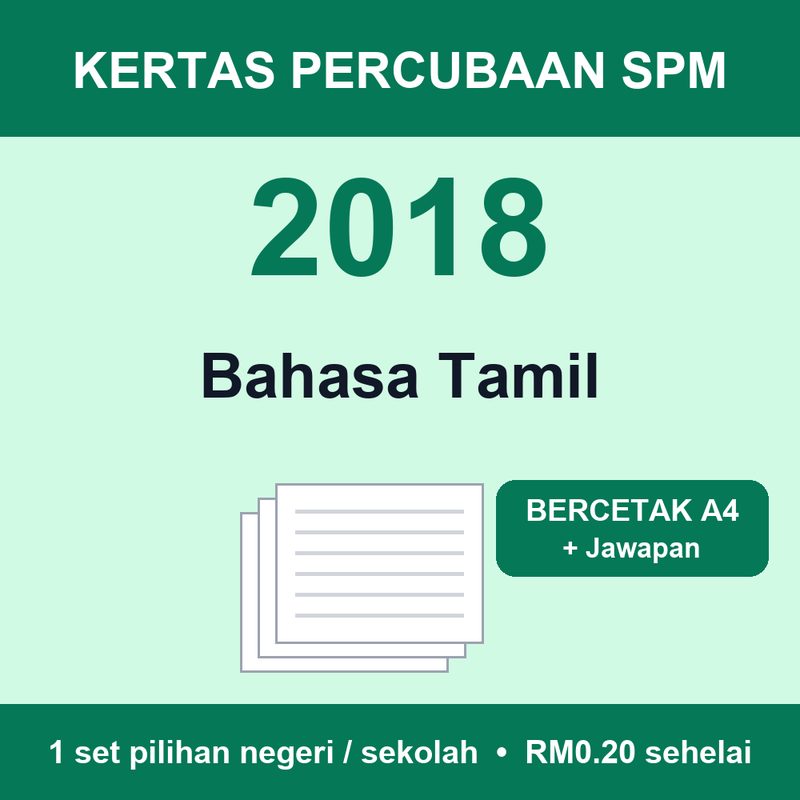 KERTAS PERCUBAAN SPM
2018
Bahasa Tamil
BERCETAK A4
+ Jawapan
1 set pilihan negeri / sekolah • RM0.20 sehelai